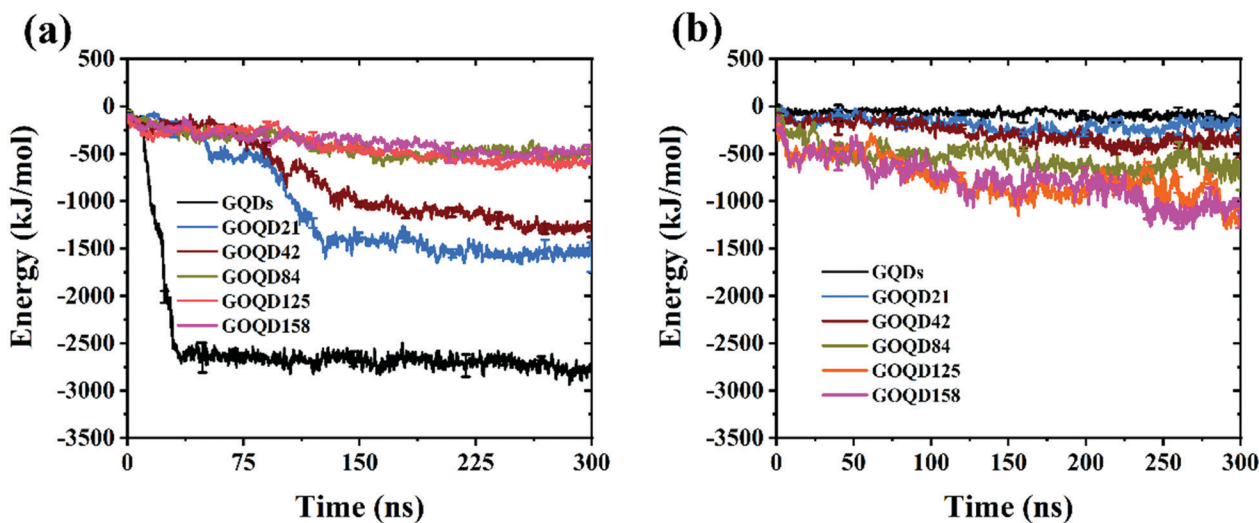 (a)
500
0
-500
-1000
-1500
-2000
-2500
-3000
-3500
Energy (kJ/mol)
GQDs
GOQD21
GOQD42
GOQD84
GOQD125
GOQD158
0 75 150 225 300
Time (ns)
(b)
500
0
-500
-1000
-1500
-2000
-2500
-3000
-3500
Energy (kJ/mol)
GQDs
GOQD21
GOQD42
GOQD84
GOQD125
GOQD158
0 50 100 150 200 250 300
Time (ns)